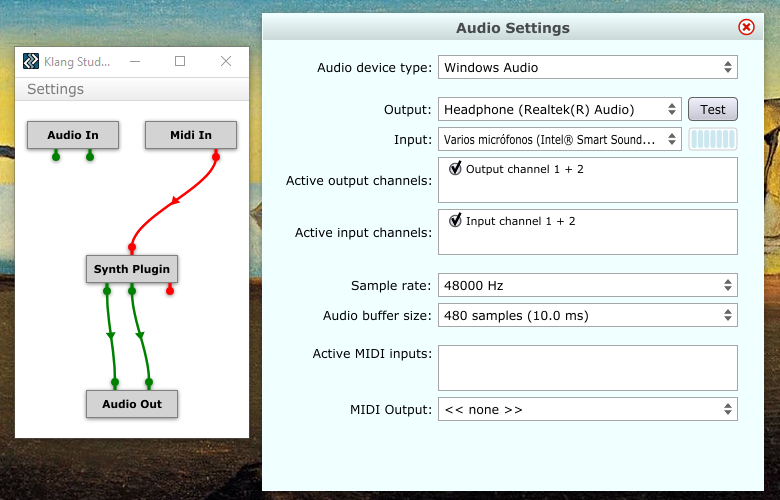 Klang Stud...
Settings
Audio In
Midi In
Synth Plugin
Audio Out
Audio Settings
Audio device type: Windows Audio
Output: Headphone (Realtek(R) Audio) Test
Input: Varios micrófonos (Intel® Smart Sound...
Active output channels: Output channel 1 + 2
Active input channels: Input channel 1 + 2
Sample rate: 48000 Hz
Audio buffer size: 480 samples (10.0 ms)
Active MIDI inputs:
MIDI Output: << none >>